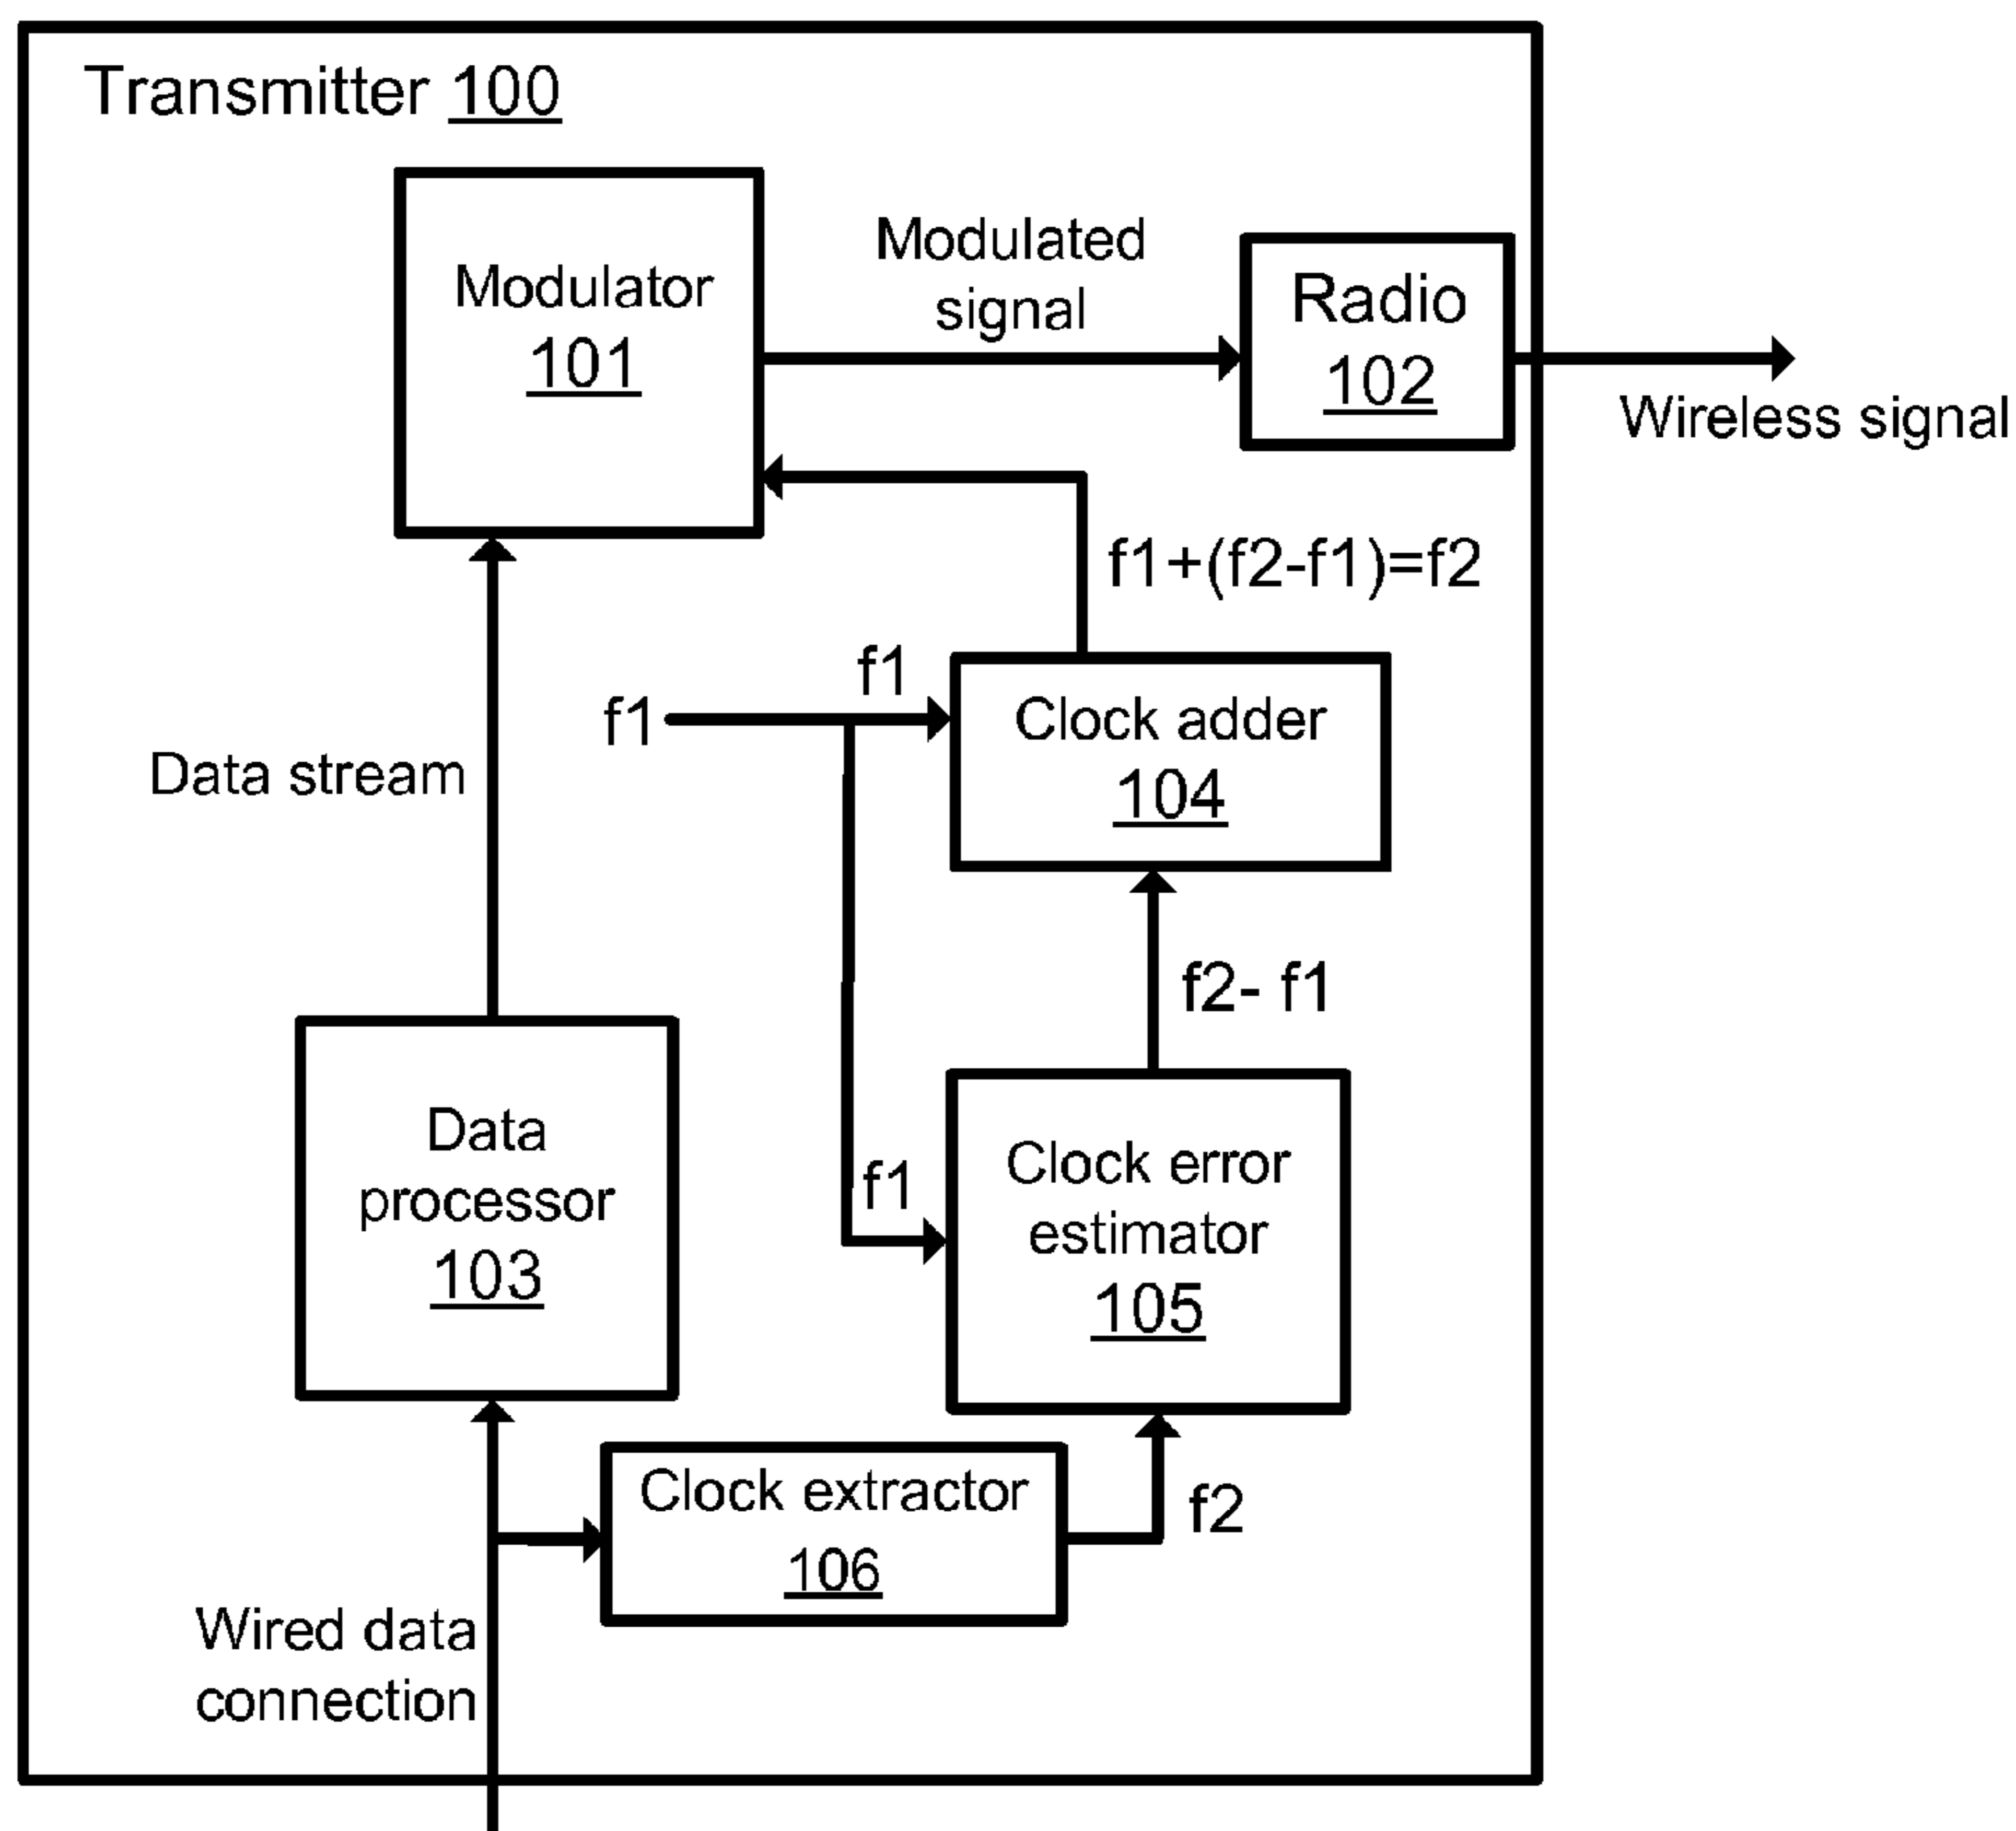 Transmitter 100
Modulator
101
Modulated
signal
Radio
102
Wireless signal
f1+(f2-f1)=f2
f1
f1
Clock adder
104
Data stream
f2- f1
Data
processor
103
f1
Clock error
estimator
105
Clock extractor
106
f2
Wired data
connection